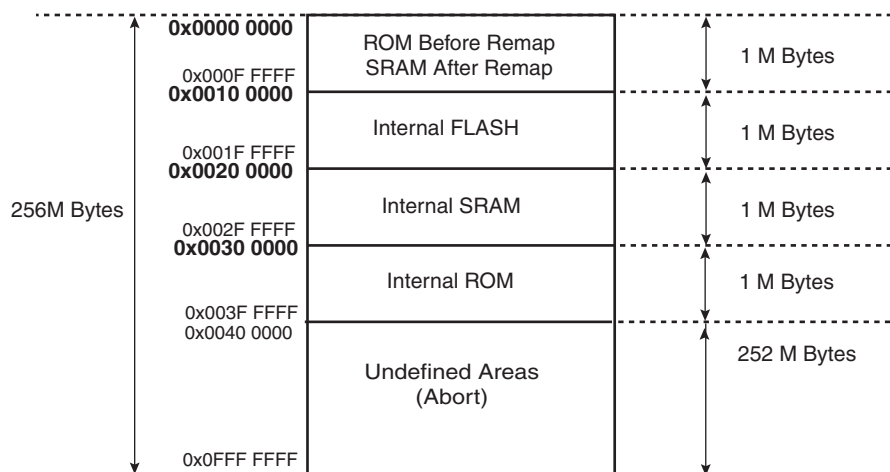 0x0000 0000
ROM Before Remap
SRAM After Remap
1 M Bytes
0x000F FFFF
0x0010 0000
Internal FLASH
1 M Bytes
0x001F FFFF
0x0020 0000
256M Bytes
Internal SRAM
1 M Bytes
0x002F FFFF
0x0030 0000
Internal ROM
1 M Bytes
0x003F FFFF
0x0040 0000
252 M Bytes
Undefined Areas
(Abort)
0x0FFF FFFF